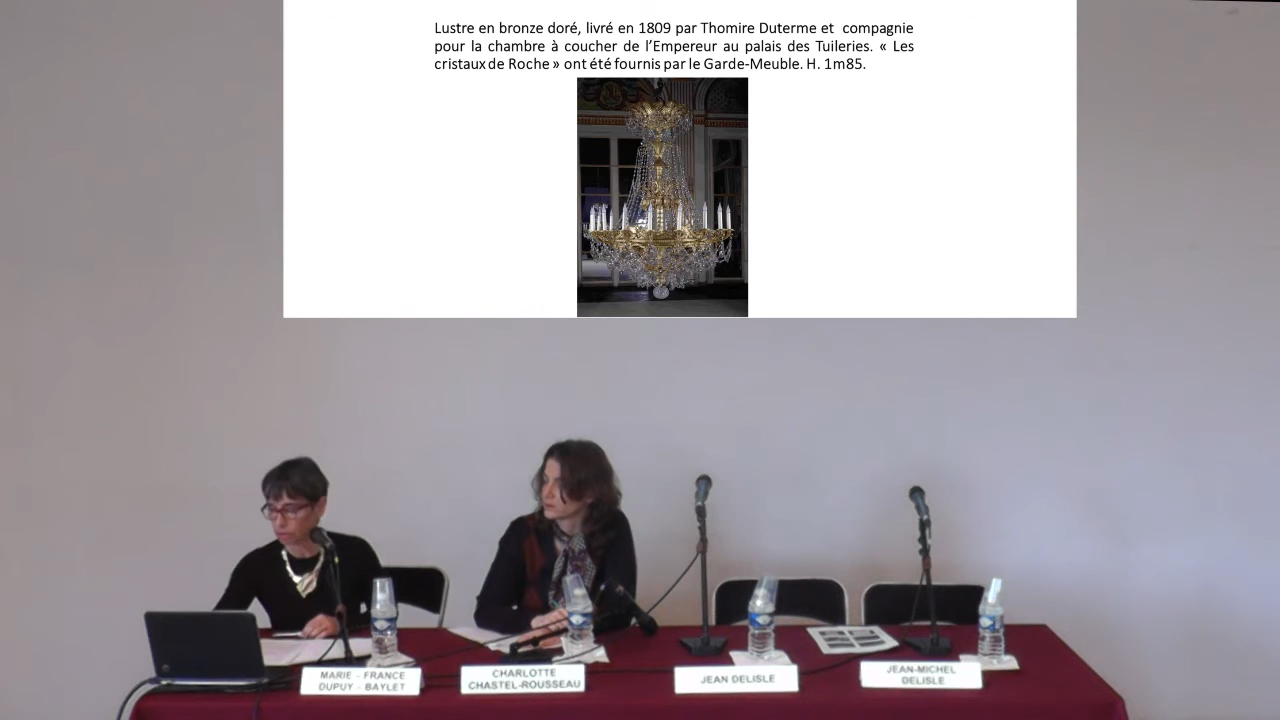 Lustre en bronze doré, livré en 1809 par Thomire Duterme et compagnie
pour la chambre à coucher de l’Empereur au palais des Tuileries. « Les
cristaux de Roche » ont été fournis par le Garde-Meuble. H. 1m85.
MARIE - FRANCE
DUPUY - BAYLET
CHARLOTTE
CHASTEL-ROUSSEAU
JEAN DELISLE
JEAN-MICHEL
DELISLE